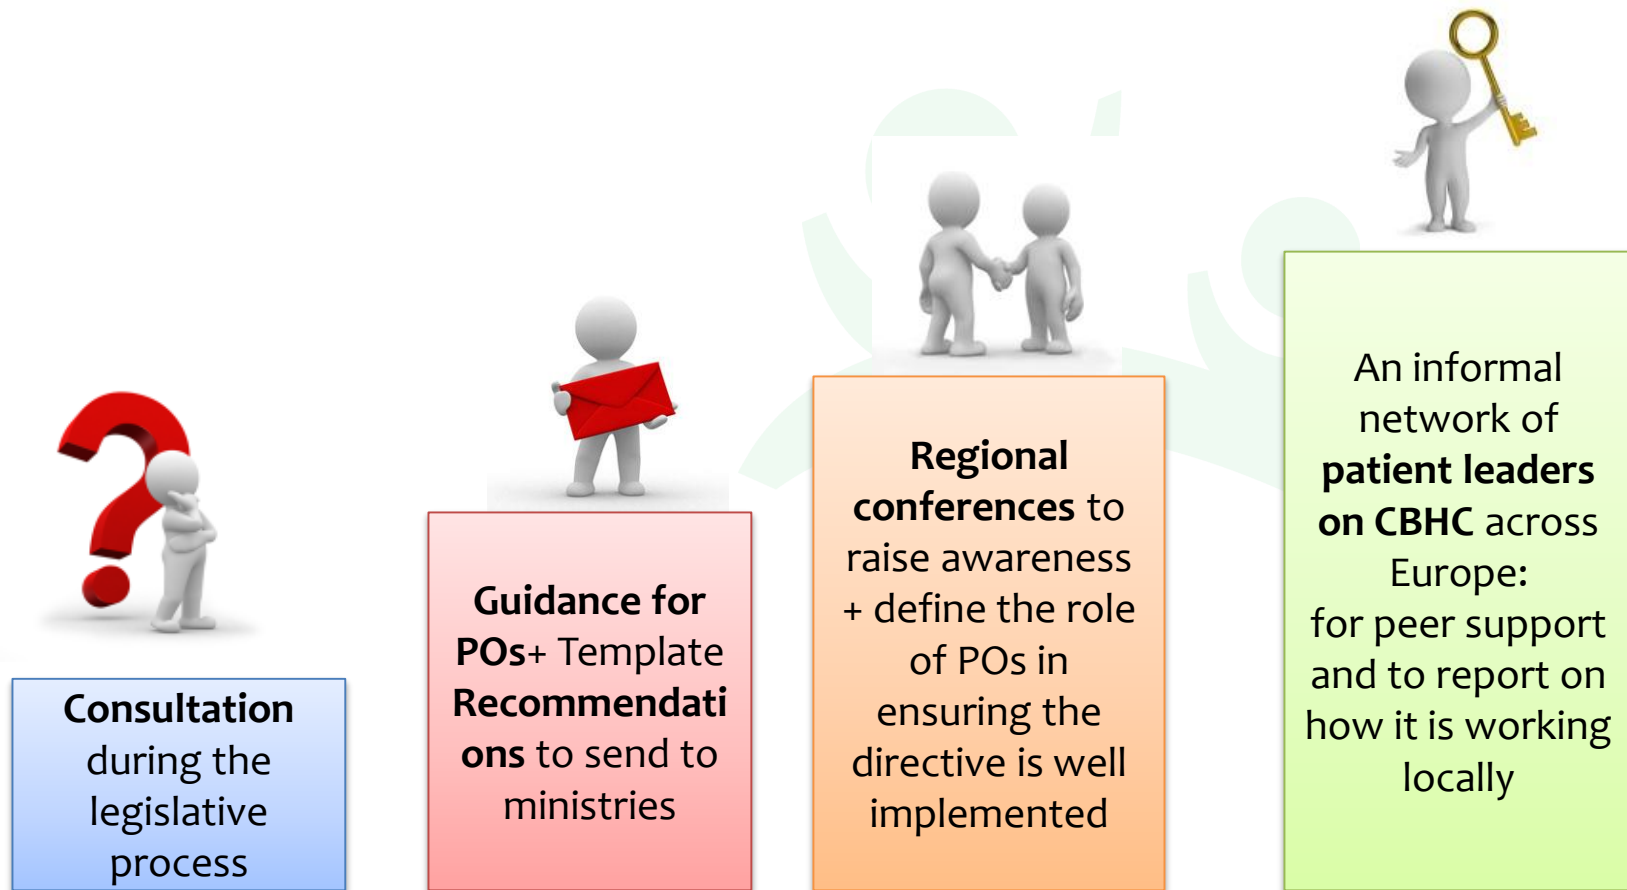 Consultation
during the
legislative
process
Guidance for
POs+ Template
Recommendati
ons to send to
ministries
Regional
conferences to
raise awareness
+ define the role
of POs in
ensuring the
directive is well
implemented
An informal
network of
patient leaders
on CBHC across
Europe:
for peer support
and to report on
how it is working
locally